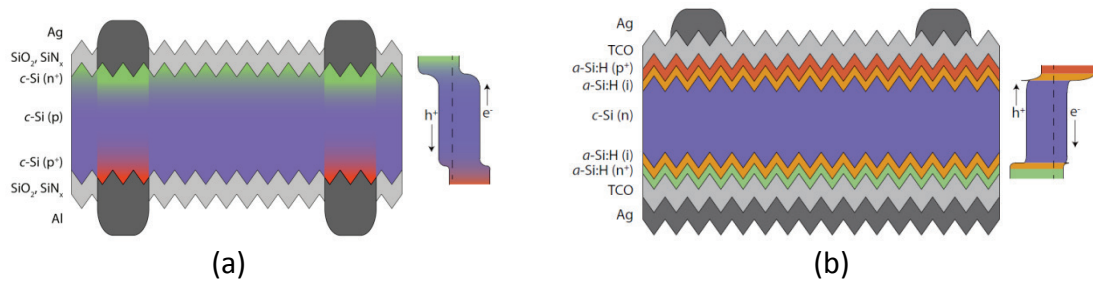 Ag
SiO₂, SiNₓ
c-Si (n⁺)
c-Si (p)
c-Si (p⁺)
SiO₂, SiNₓ
Al
h⁺
e⁻
(a)
Ag
TCO
a-Si:H (p⁺)
a-Si:H (i)
c-Si (n)
a-Si:H (i)
a-Si:H (n⁺)
TCO
Ag
h⁺
e⁻
(b)